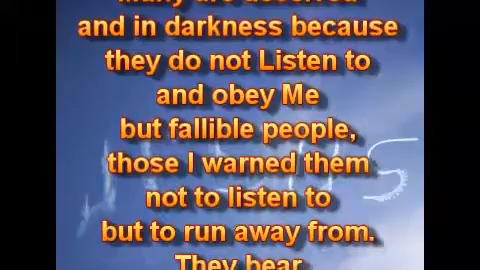 Many are deceived
and in darkness because
they do not Listen to
and obey Me
but fallible people,
those I warned them
not to listen to
but to run away from.
They bear